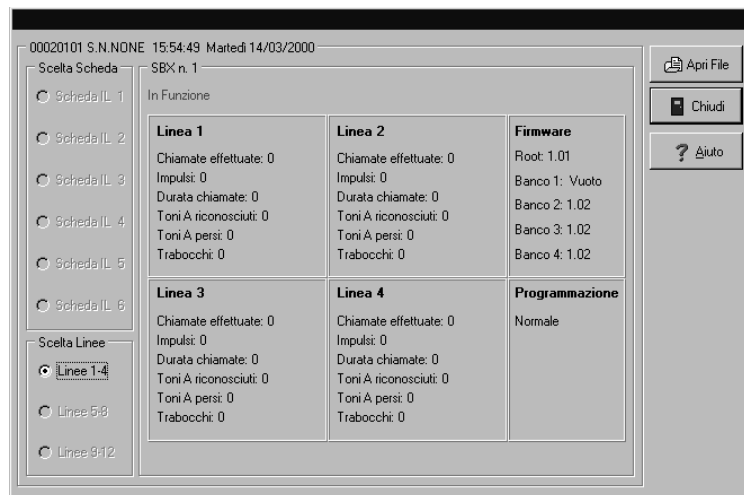 00020101 S.N.NONE 15:54:49 Martedì 14/03/2000
Scelta Scheda
Scheda IL 1
Scheda IL 2
Scheda IL 3
Scheda IL 4
Scheda IL 5
Scheda IL 6
Scelta Linee
Linee 1-4
Linee 5-8
Linee 9-12
SBX n. 1
In Funzione
Linea 1
Chiamate effettuate: 0
Impulsi: 0
Durata chiamate: 0
Toni A riconosciuti: 0
Toni A persi: 0
Trabocchi: 0
Linea 2
Chiamate effettuate: 0
Impulsi: 0
Durata chiamate: 0
Toni A riconosciuti: 0
Toni A persi: 0
Trabocchi: 0
Firmware
Root: 1.01
Banco 1: Vuoto
Banco 2: 1.02
Banco 3: 1.02
Banco 4: 1.02
Linea 3
Chiamate effettuate: 0
Impulsi: 0
Durata chiamate: 0
Toni A riconosciuti: 0
Toni A persi: 0
Trabocchi: 0
Linea 4
Chiamate effettuate: 0
Impulsi: 0
Durata chiamate: 0
Toni A riconosciuti: 0
Toni A persi: 0
Trabocchi: 0
Programmazione
Normale
Apri File
Chiudi
Aiuto